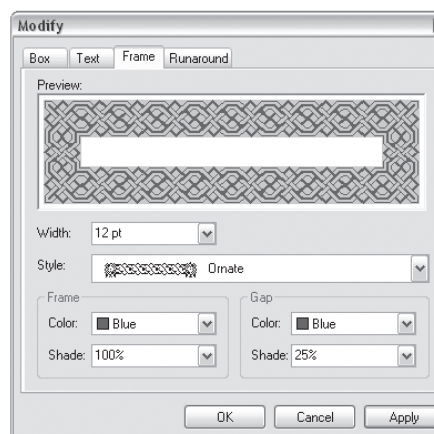 Modify
Box Text Frame Runaround
Preview:
Width: 12 pt
Style: Ornate
Frame Gap
Color: Blue Color: Blue
Shade: 100% Shade: 25%
OK Cancel Apply